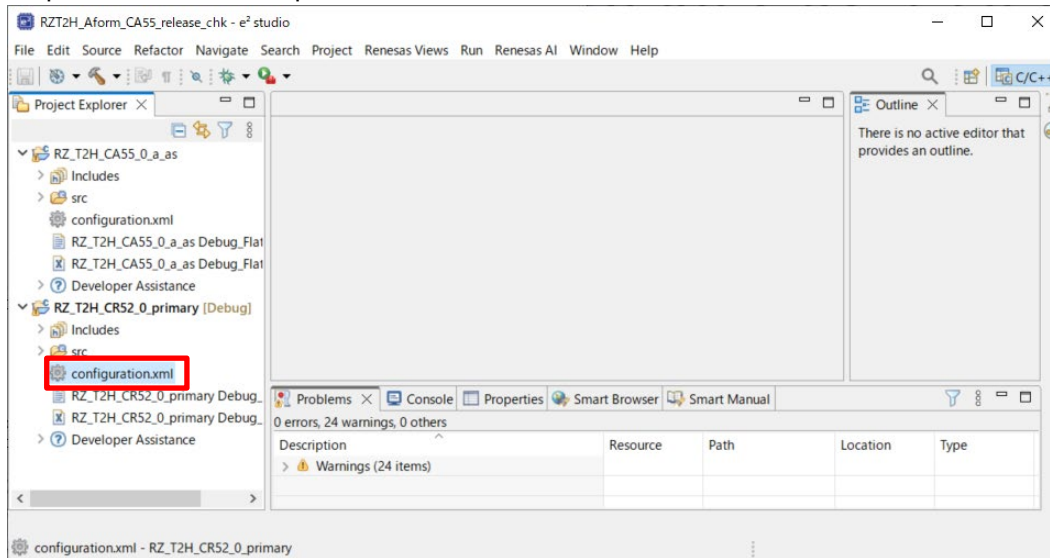 RZT2H_Aform_CA55_release_chk - e² studio
File Edit Source Refactor Navigate Search Project Renesas Views Run Renesas AI Window Help
C/C++
Project Explorer
Outline
There is no active editor that
provides an outline.
RZ_T2H_CA55_0_a_as
Includes
src
configuration.xml
RZ_T2H_CA55_0_a_as Debug_Flat
RZ_T2H_CA55_0_a_as Debug_Flat
Developer Assistance
RZ_T2H_CR52_0_primary [Debug]
Includes
src
configuration.xml
RZ_T2H_CR52_0_primary Debug_
RZ_T2H_CR52_0_primary Debug_
Developer Assistance
Problems Console Properties Smart Browser Smart Manual
0 errors, 24 warnings, 0 others
Description Resource Path Location Type
Warnings (24 items)
configuration.xml - RZ_T2H_CR52_0_primary